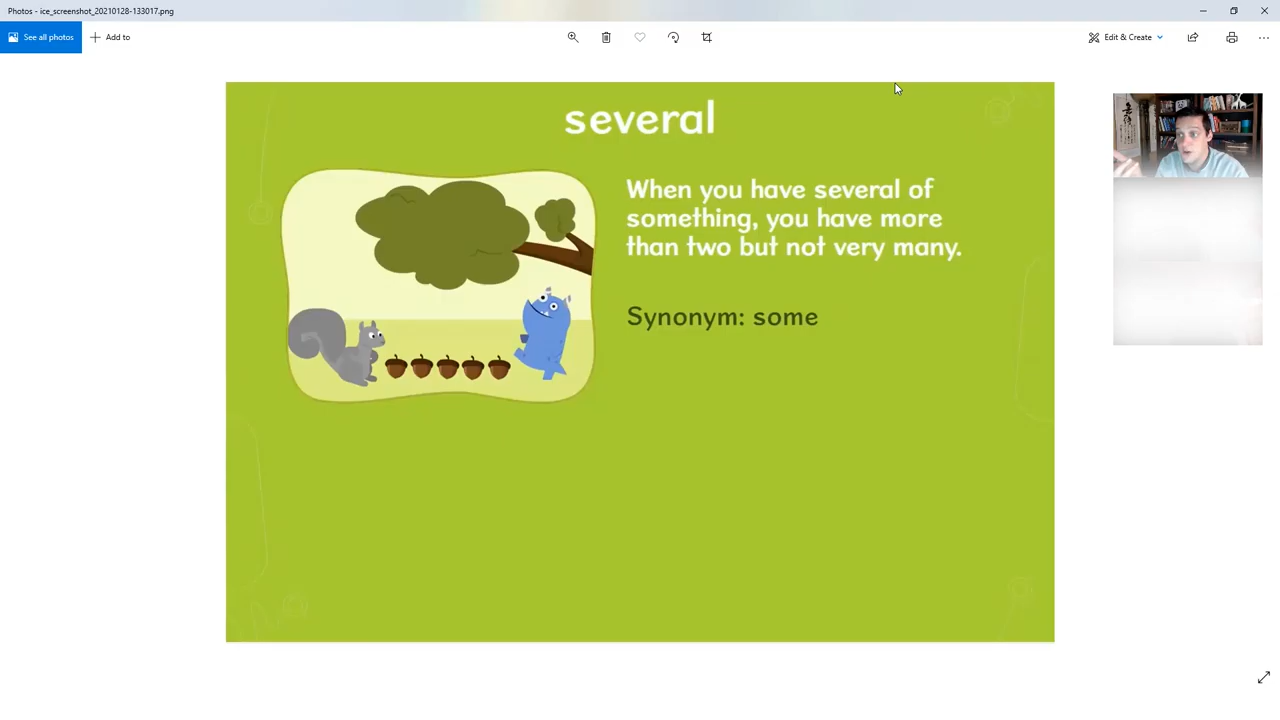 Photos - ice_screenshot_20210128-133017.png
See all photos
Add to
Edit & Create
several
When you have several of
something, you have more
than two but not very many.
Synonym: some